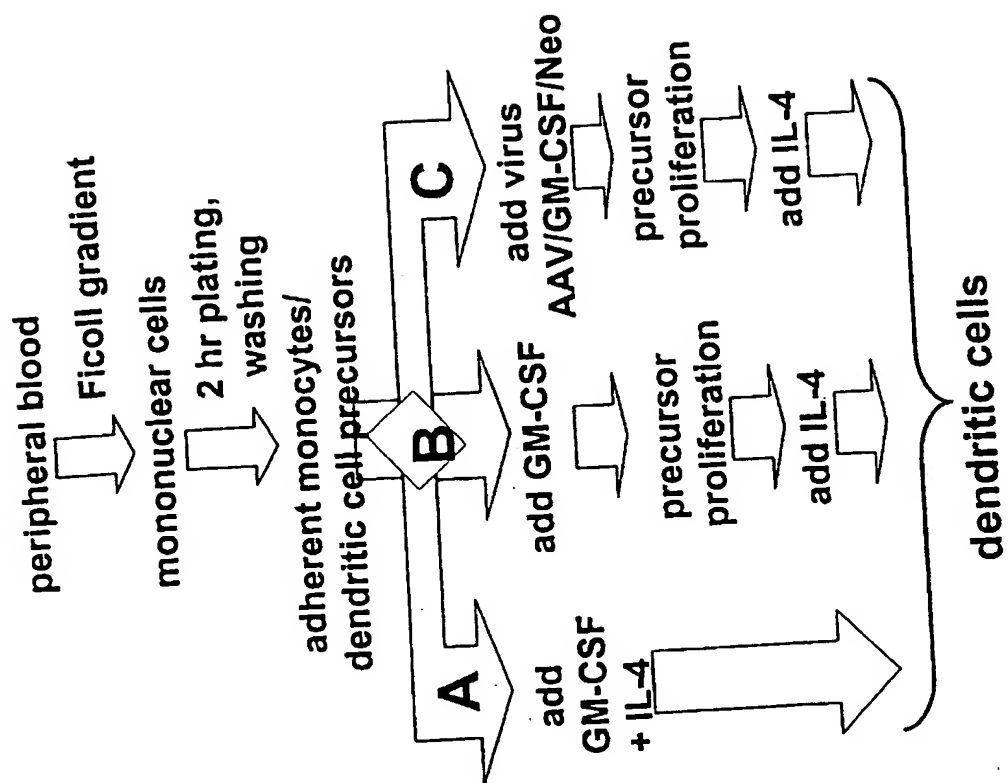 peripheral blood
Ficoll gradient
mononuclear cells
2 hr plating,
washing
adherent monocytes/
dendritic cell precursors
A
B
C
add
GM-CSF
+ IL-4
add GM-CSF
precursor
proliferation
add IL-4
add virus
AAV/GM-CSF/Neo
precursor
proliferation
add IL-4
dendritic cells